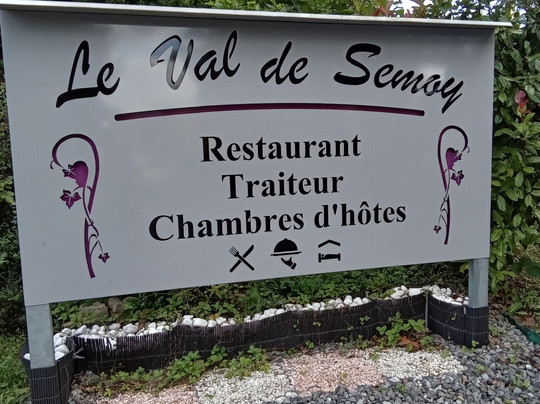 Le Val de Semoy
Restaurant
Traiteur
Chambres d'hôtes